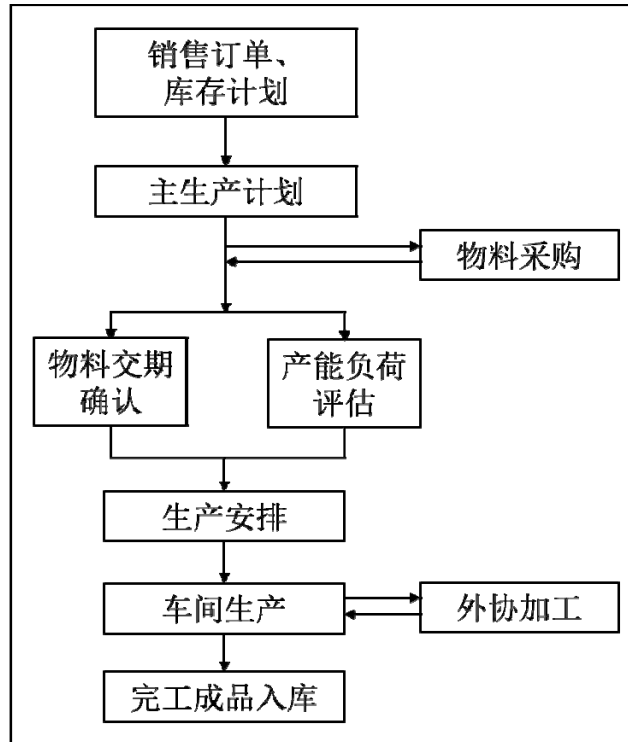 销售订单、
库存计划
主生产计划
物料采购
物料交期
确认
产能负荷
评估
生产安排
车间生产
外协加工
完工成品入库